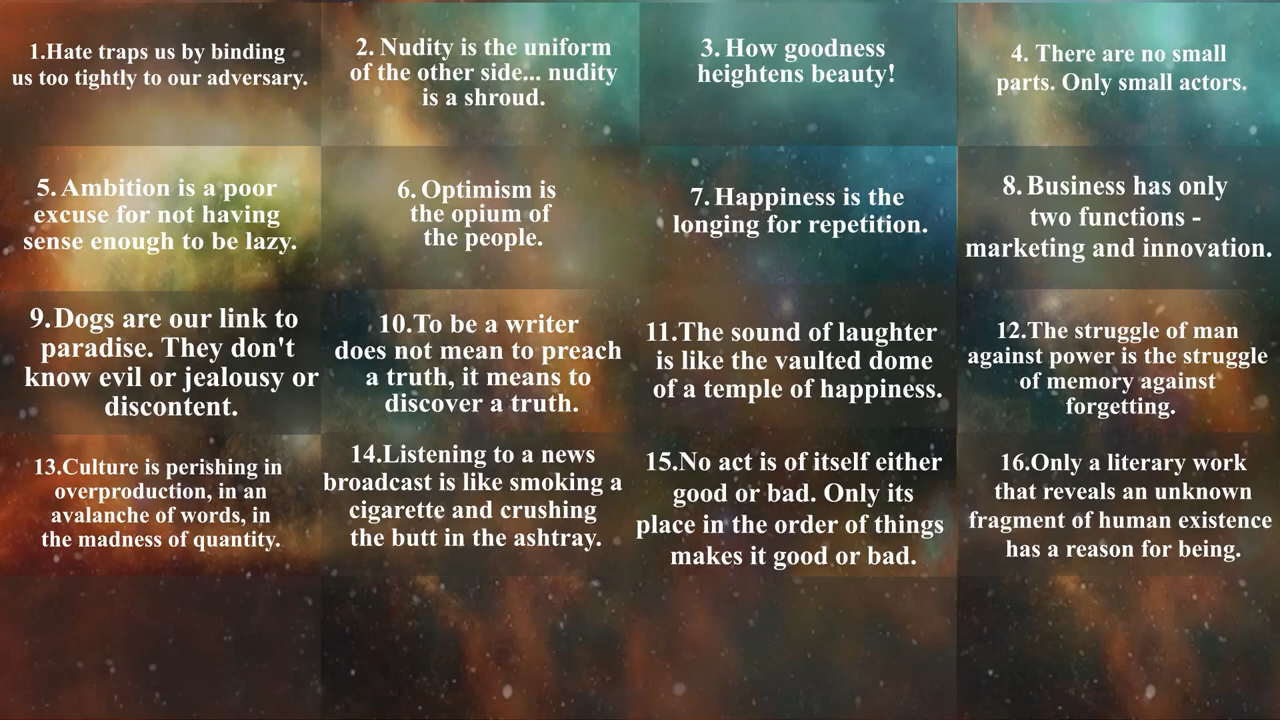 1.Hate traps us by binding
us too tightly to our adversary.
2. Nudity is the uniform
of the other side... nudity
is a shroud.
3. How goodness
heightens beauty!
4. There are no small
parts. Only small actors.
5. Ambition is a poor
excuse for not having
sense enough to be lazy.
6. Optimism is
the opium of
the people.
7. Happiness is the
longing for repetition.
8. Business has only
two functions -
marketing and innovation.
9. Dogs are our link to
paradise. They don't
know evil or jealousy or
discontent.
10.To be a writer
does not mean to preach
a truth, it means to
discover a truth.
11.The sound of laughter
is like the vaulted dome
of a temple of happiness.
12.The struggle of man
against power is the struggle
of memory against
forgetting.
13.Culture is perishing in
overproduction, in an
avalanche of words, in
the madness of quantity.
14.Listening to a news
broadcast is like smoking a
cigarette and crushing
the butt in the ashtray.
15.No act is of itself either
good or bad. Only its
place in the order of things
makes it good or bad.
16.Only a literary work
that reveals an unknown
fragment of human existence
has a reason for being.